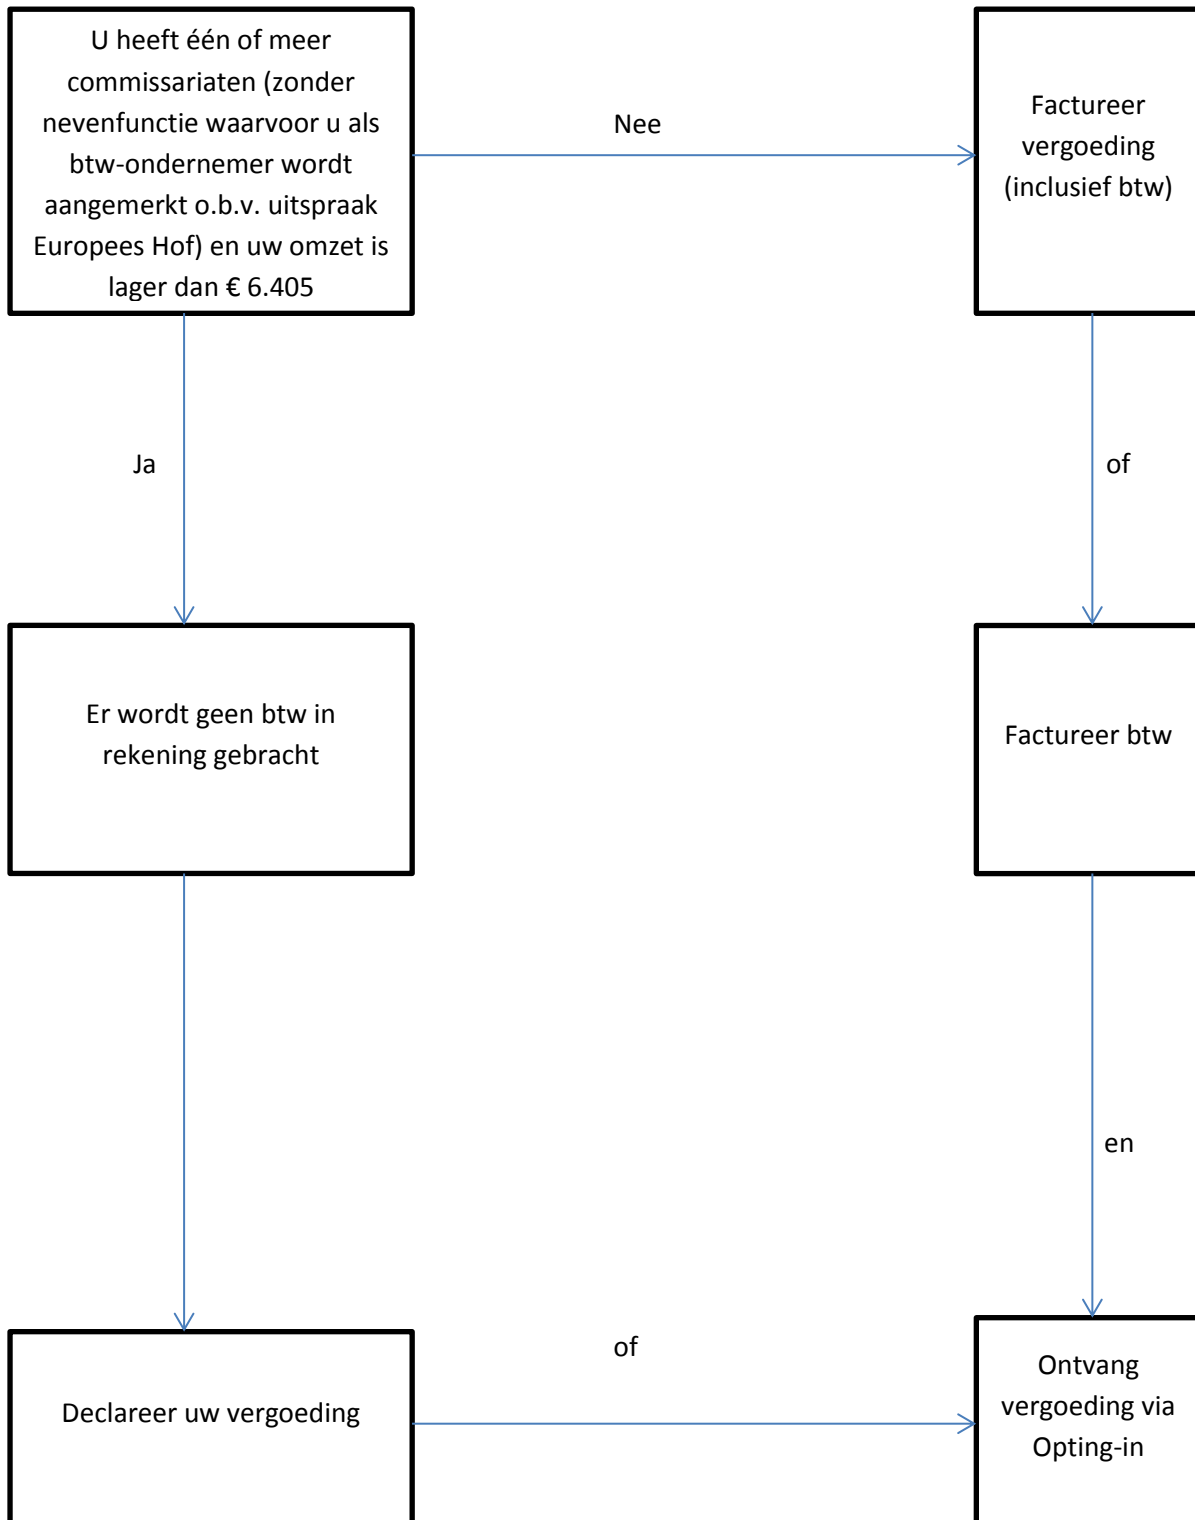 U heeft één of meer
commissariaten (zonder
nevenfunctie waarvoor u als
btw-ondernemer wordt
aangemerkt o.b.v. uitspraak
Europees Hof) en uw omzet is
lager dan € 6.405
Nee
Factureer
vergoeding
(inclusief btw)
Ja
of
Er wordt geen btw in
rekening gebracht
Factureer btw
en
Declareer uw vergoeding
of
Ontvang
vergoeding via
Opting-in